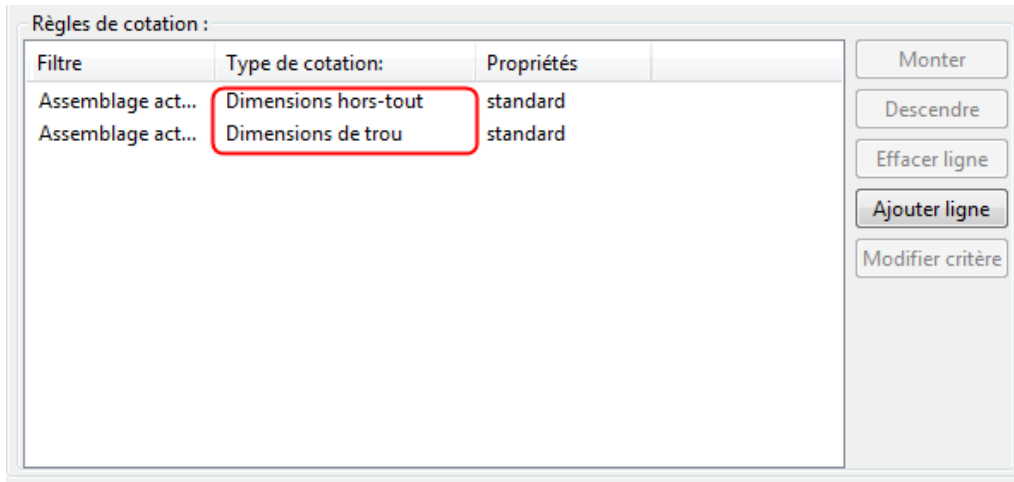 Règles de cotation :
Filtre Type de cotation: Propriétés
Assemblage act... Dimensions hors-tout standard
Assemblage act... Dimensions de trou standard
Monter
Descendre
Effacer ligne
Ajouter ligne
Modifier critère